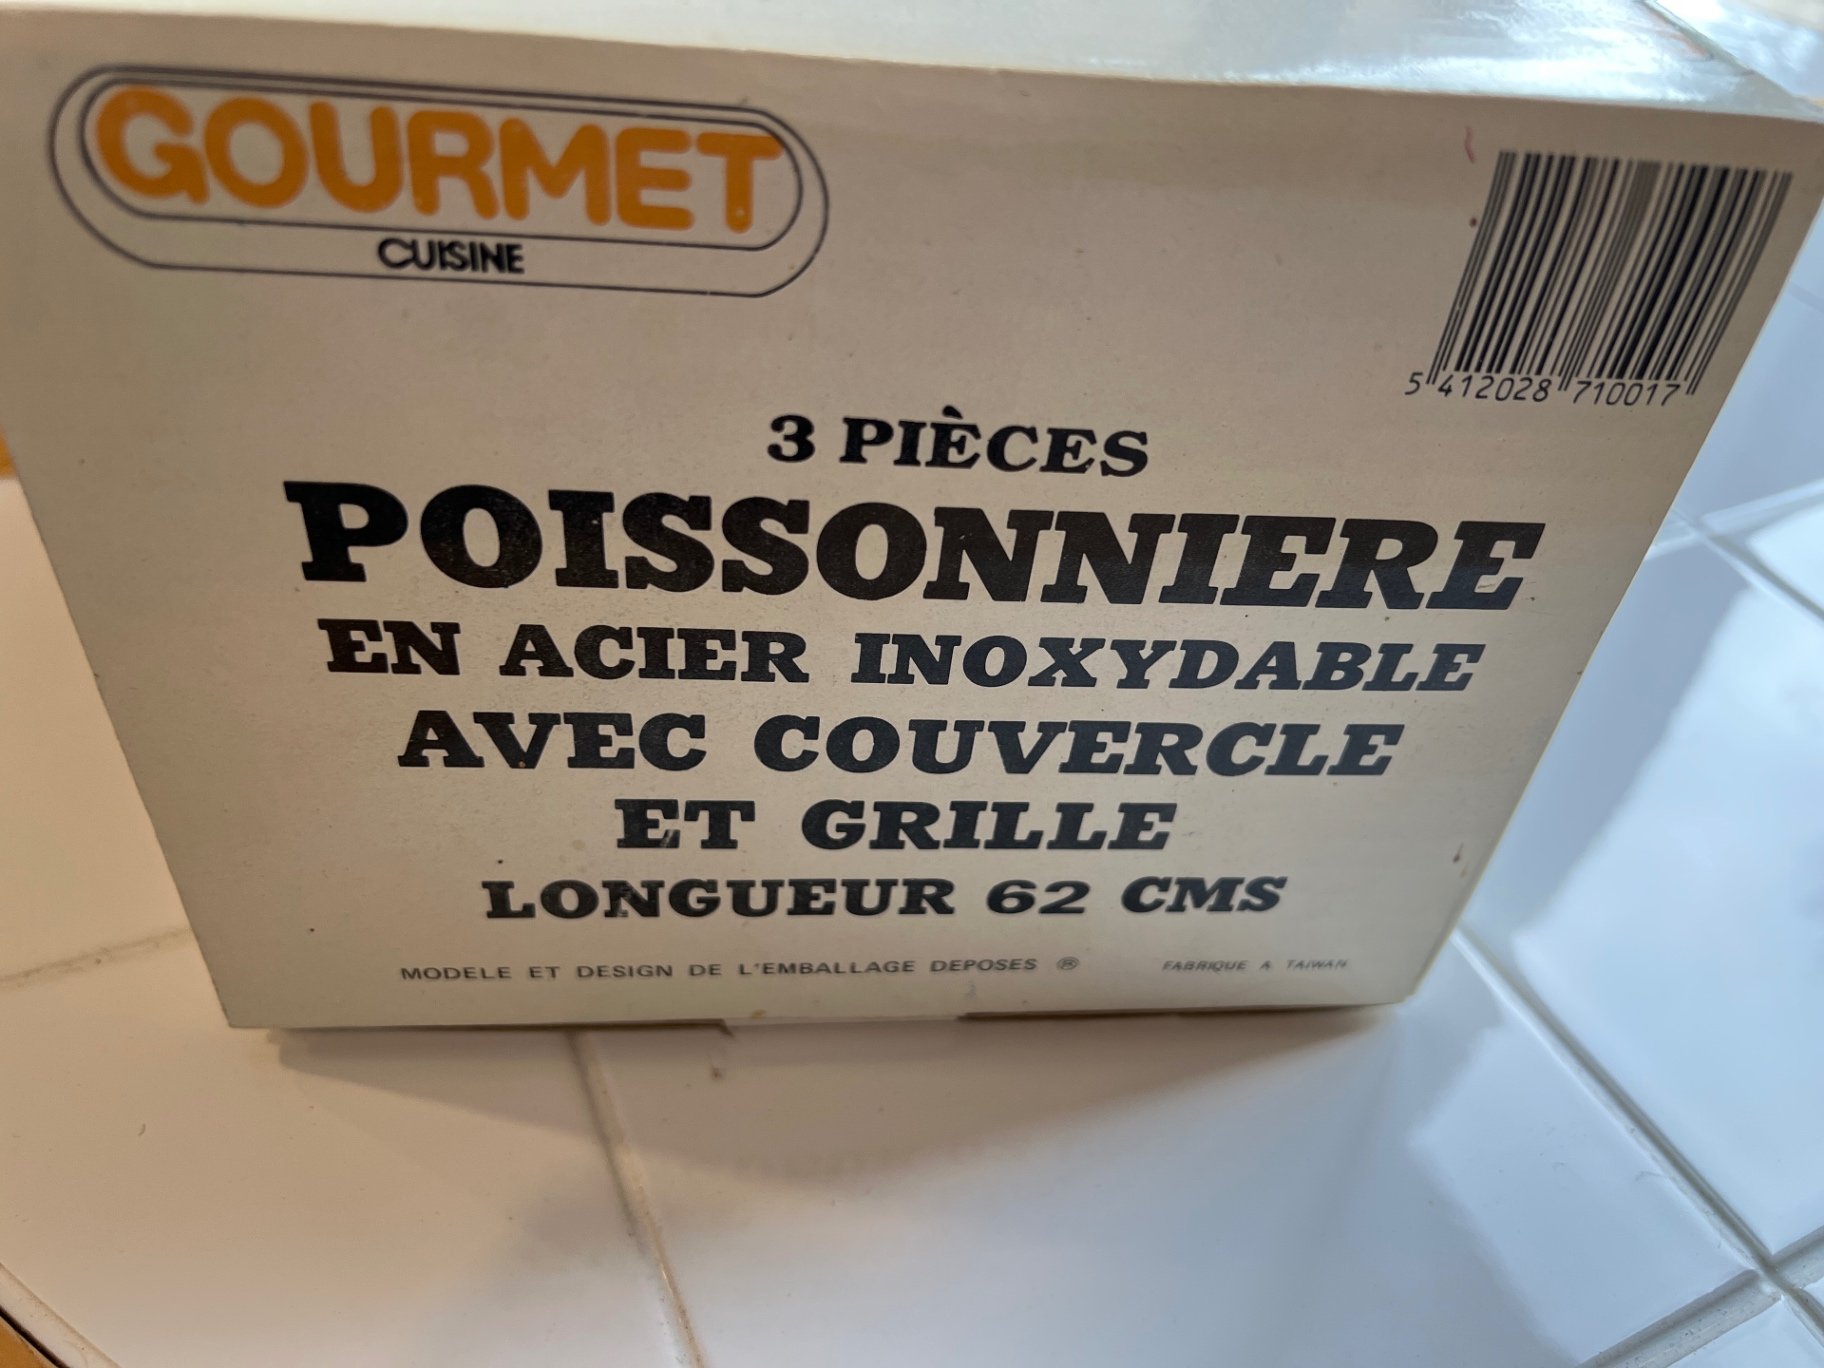 GOURMET
CUISINE
5 412028 710017
3 PIÈCES
POISSONNIERE
EN ACIER INOXYDABLE
AVEC COUVERCLE
ET GRILLE
LONGUEUR 62 CMS
MODELE ET DESIGN DE L'EMBALLAGE DEPOSES ®
FABRIQUE A TAIWAN